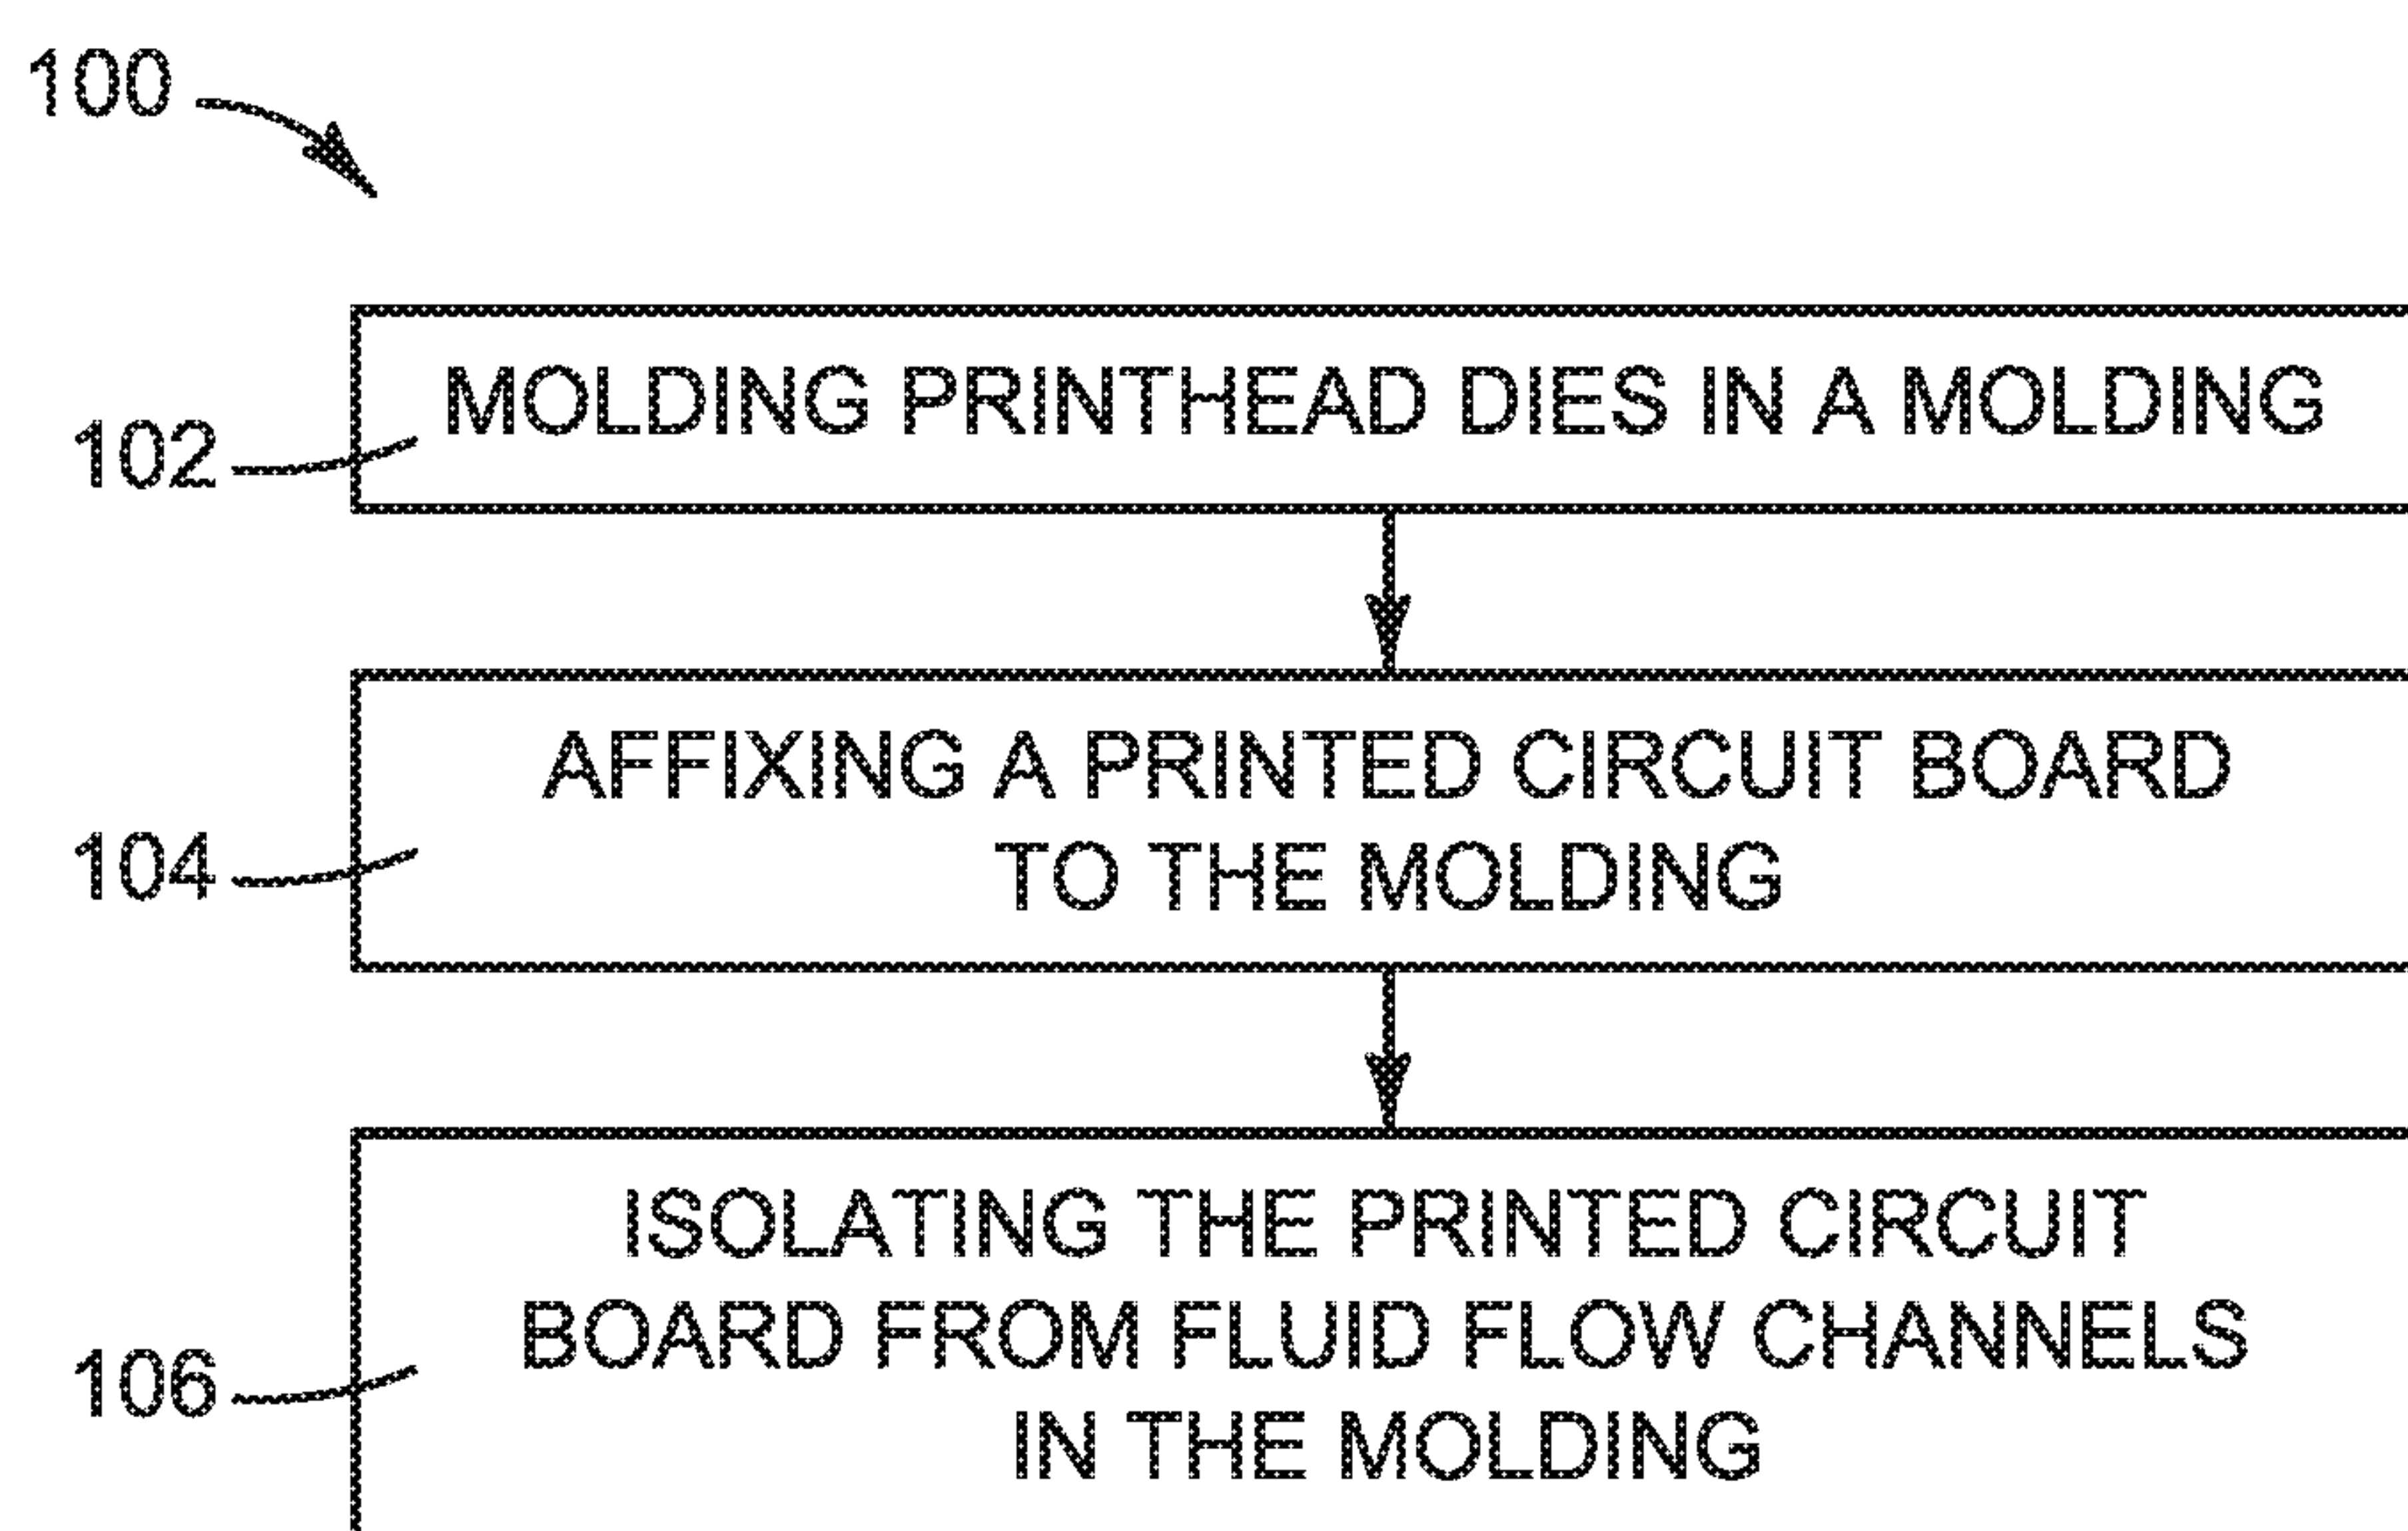 100
102
MOLDING PRINTHEAD DIES IN A MOLDING
104
AFFIXING A PRINTED CIRCUIT BOARD
TO THE MOLDING
106
ISOLATING THE PRINTED CIRCUIT
BOARD FROM FLUID FLOW CHANNELS
IN THE MOLDING